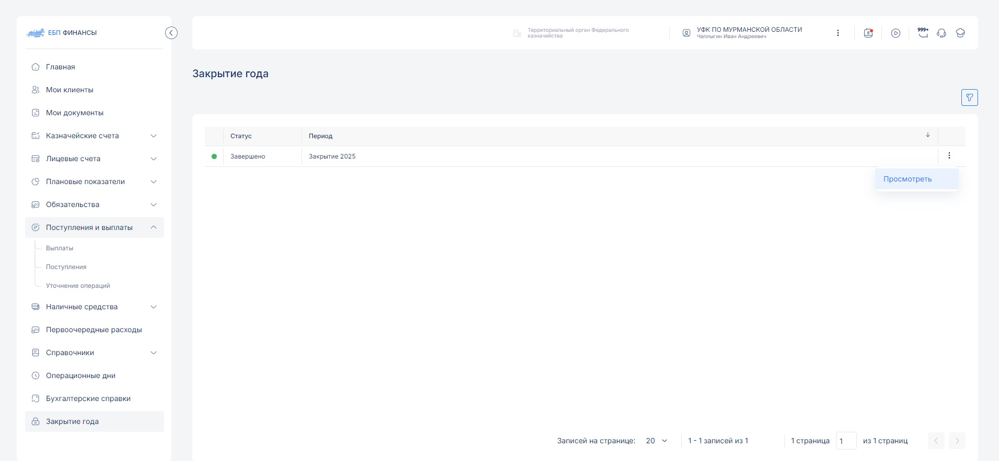 ЕБП ФИНАНСЫ
Территориальный орган Федерального
казначейства
УФК ПО МУРМАНСКОЙ ОБЛАСТИ
Чаплыгин Иван Андреевич
8
999+
Главная
Мои клиенты
Мои документы
Казначейские счета
Лицевые счета
Плановые показатели
Обязательства
Поступления и выплаты
Выплаты
Поступления
Уточнение операций
Наличные средства
Первоочередные расходы
Справочники
Операционные дни
Бухгалтерские справки
Закрытие года
Закрытие года
Статус
Период
Завершено
Закрытие 2025
Просмотреть
Записей на странице: 20
1 - 1 записей из 1
1 страница 1 из 1 страниц